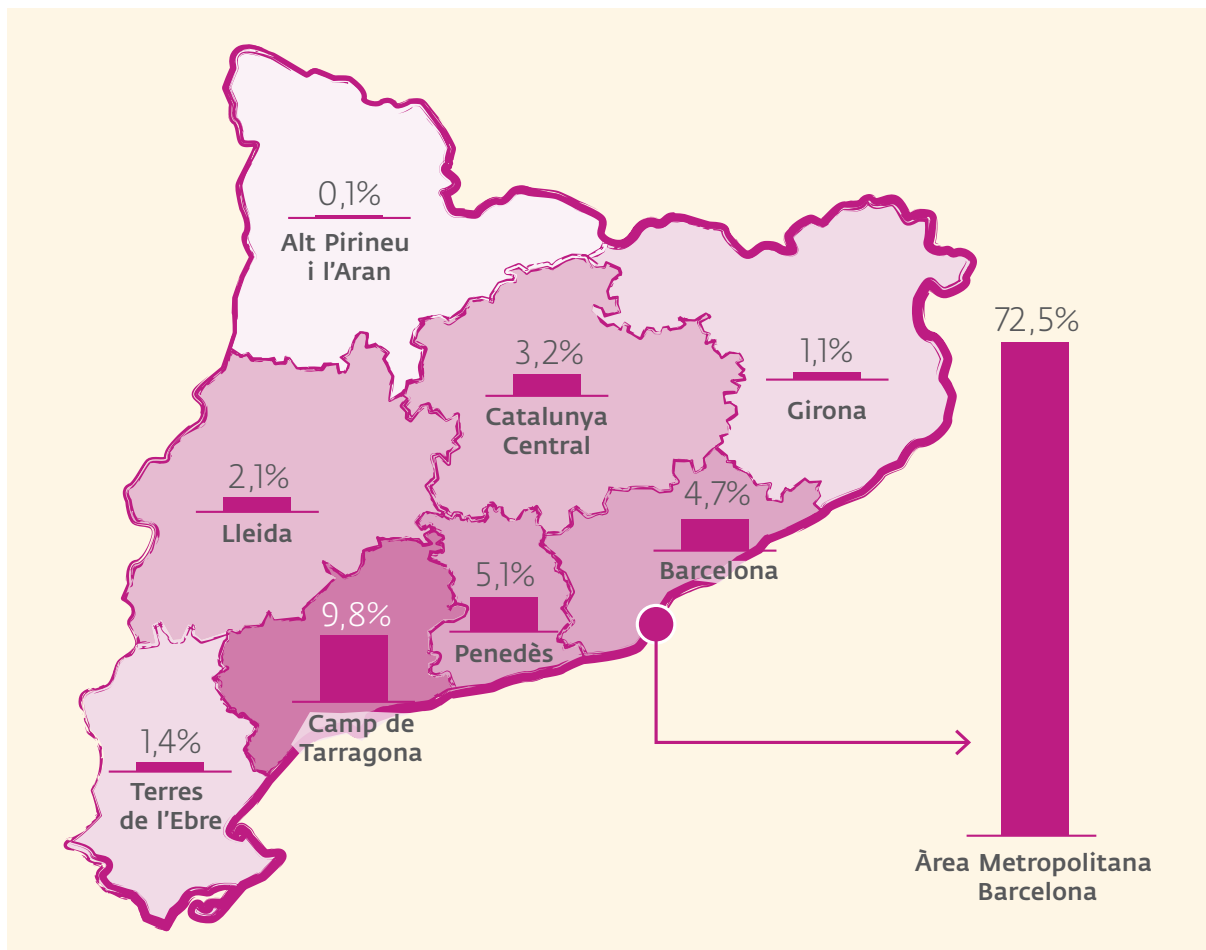 0,1%
Alt Pirineu
i l'Aran
3,2%
Catalunya
Central
1,1%
Girona
72,5%
2,1%
Lleida
4,7%
Barcelona
5,1%
Penedès
9,8%
Camp de
Tarragona
1,4%
Terres
de l'Ebre
Àrea Metropolitana
Barcelona